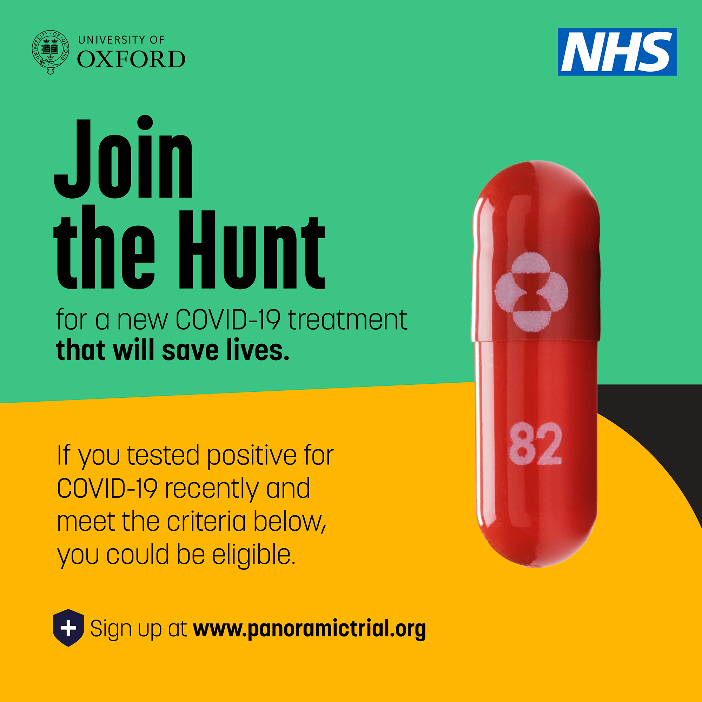 UNIVERSITY OF
OXFORD
NHS
Join
the Hunt
for a new COVID-19 treatment
that will save lives.
82
If you tested positive for
COVID-19 recently and
meet the criteria below,
you could be eligible.
Sign up at www.panoramictrial.org